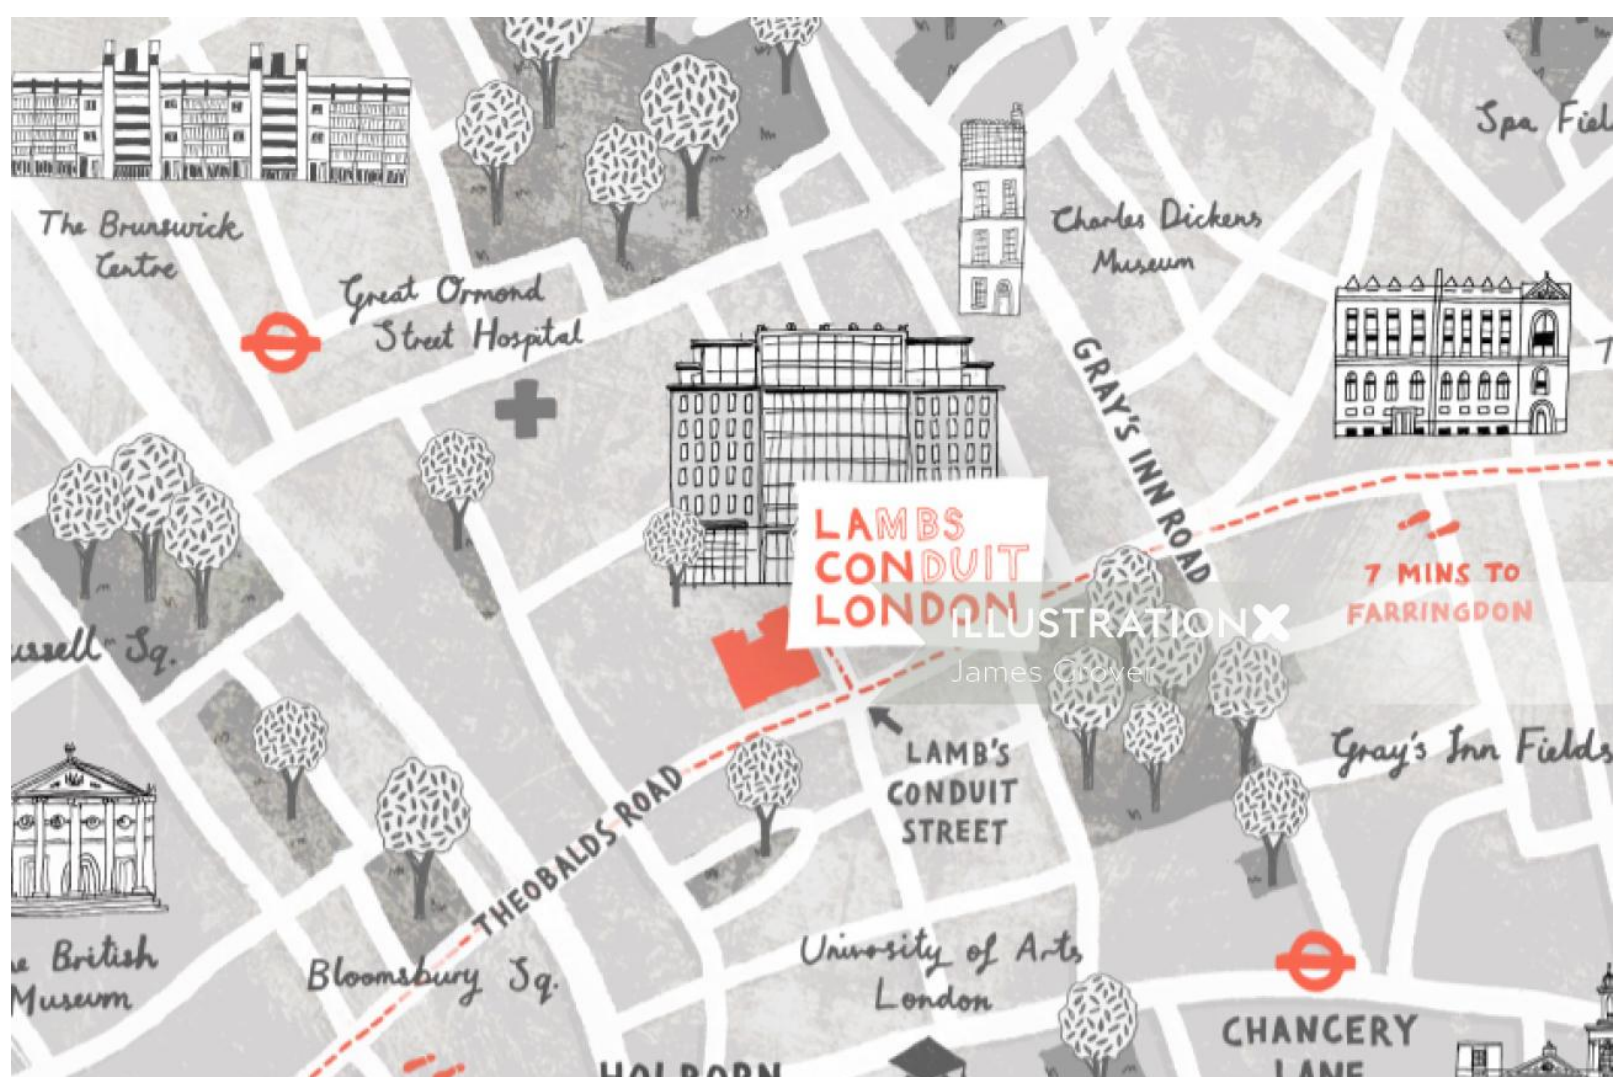 Spa Fiel
The Brunswick
Centre
Charles Dickens
Museum
Great Ormond
Street Hospital
GRAY'S INN ROAD
T
LAMBS
CONDUIT
LONDON
7 MINS TO
FARRINGDON
ILLUSTRATIONX
James Grover
ussell Sq.
LAMB'S
CONDUIT
STREET
Gray's Inn Fields
THEOBALDS ROAD
e British
Museum
Bloomsbury Sq.
University of Arts
London
CHANCERY
LANE
HOLBORN